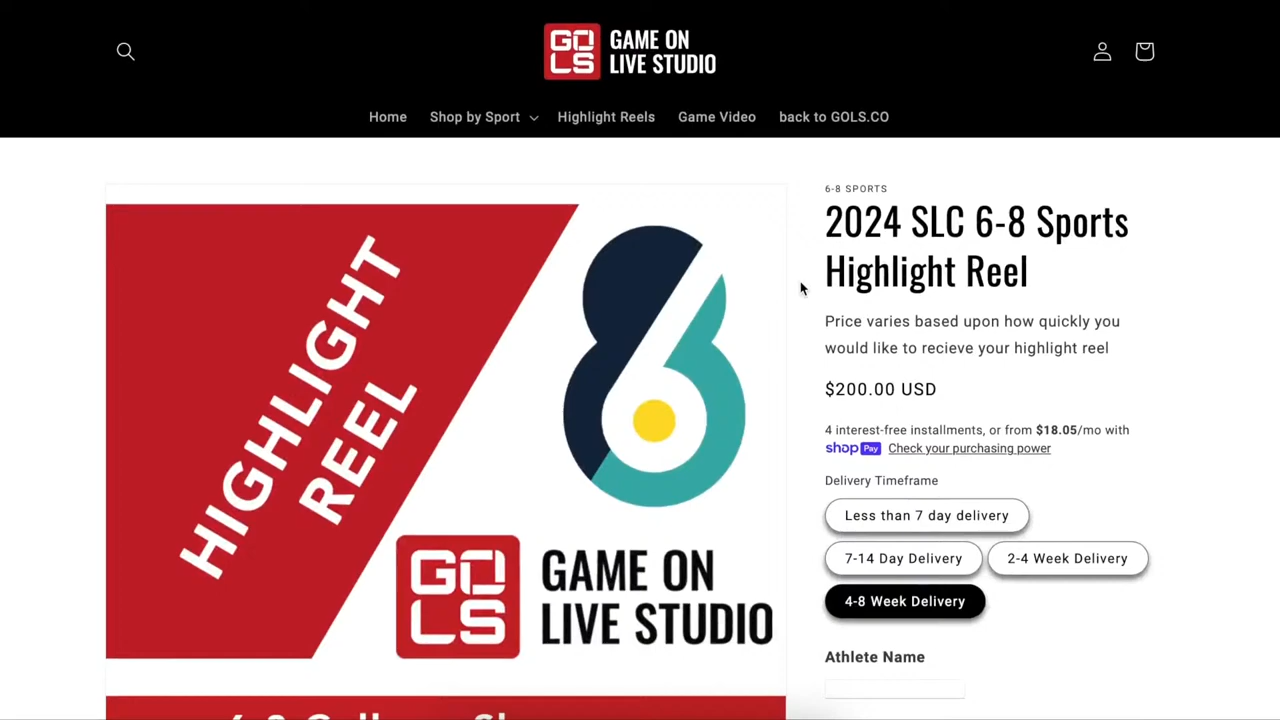 GO
LS
GAME ON
LIVE STUDIO
Home
Shop by Sport
Highlight Reels
Game Video
back to GOLS.CO
HIGHLIGHT
REEL
GO
LS
GAME ON
LIVE STUDIO
6-8 SPORTS
2024 SLC 6-8 Sports
Highlight Reel
Price varies based upon how quickly you
would like to recieve your highlight reel
$200.00 USD
4 interest-free installments, or from $18.05/mo with
shop Pay Check your purchasing power
Delivery Timeframe
Less than 7 day delivery
7-14 Day Delivery
2-4 Week Delivery
4-8 Week Delivery
Athlete Name